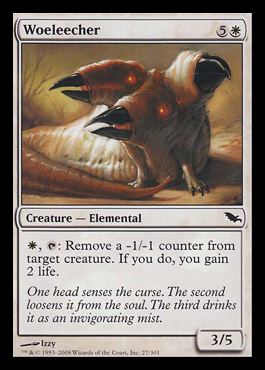 Woeleecher 5
Creature — Elemental
, : Remove a -1/-1 counter from
target creature. If you do, you gain
2 life.
One head senses the curse. The second
loosens it from the soul. The third drinks
it as an invigorating mist.
Izzy
™ & © 1993-2008 Wizards of the Coast, Inc. 27/301
3/5